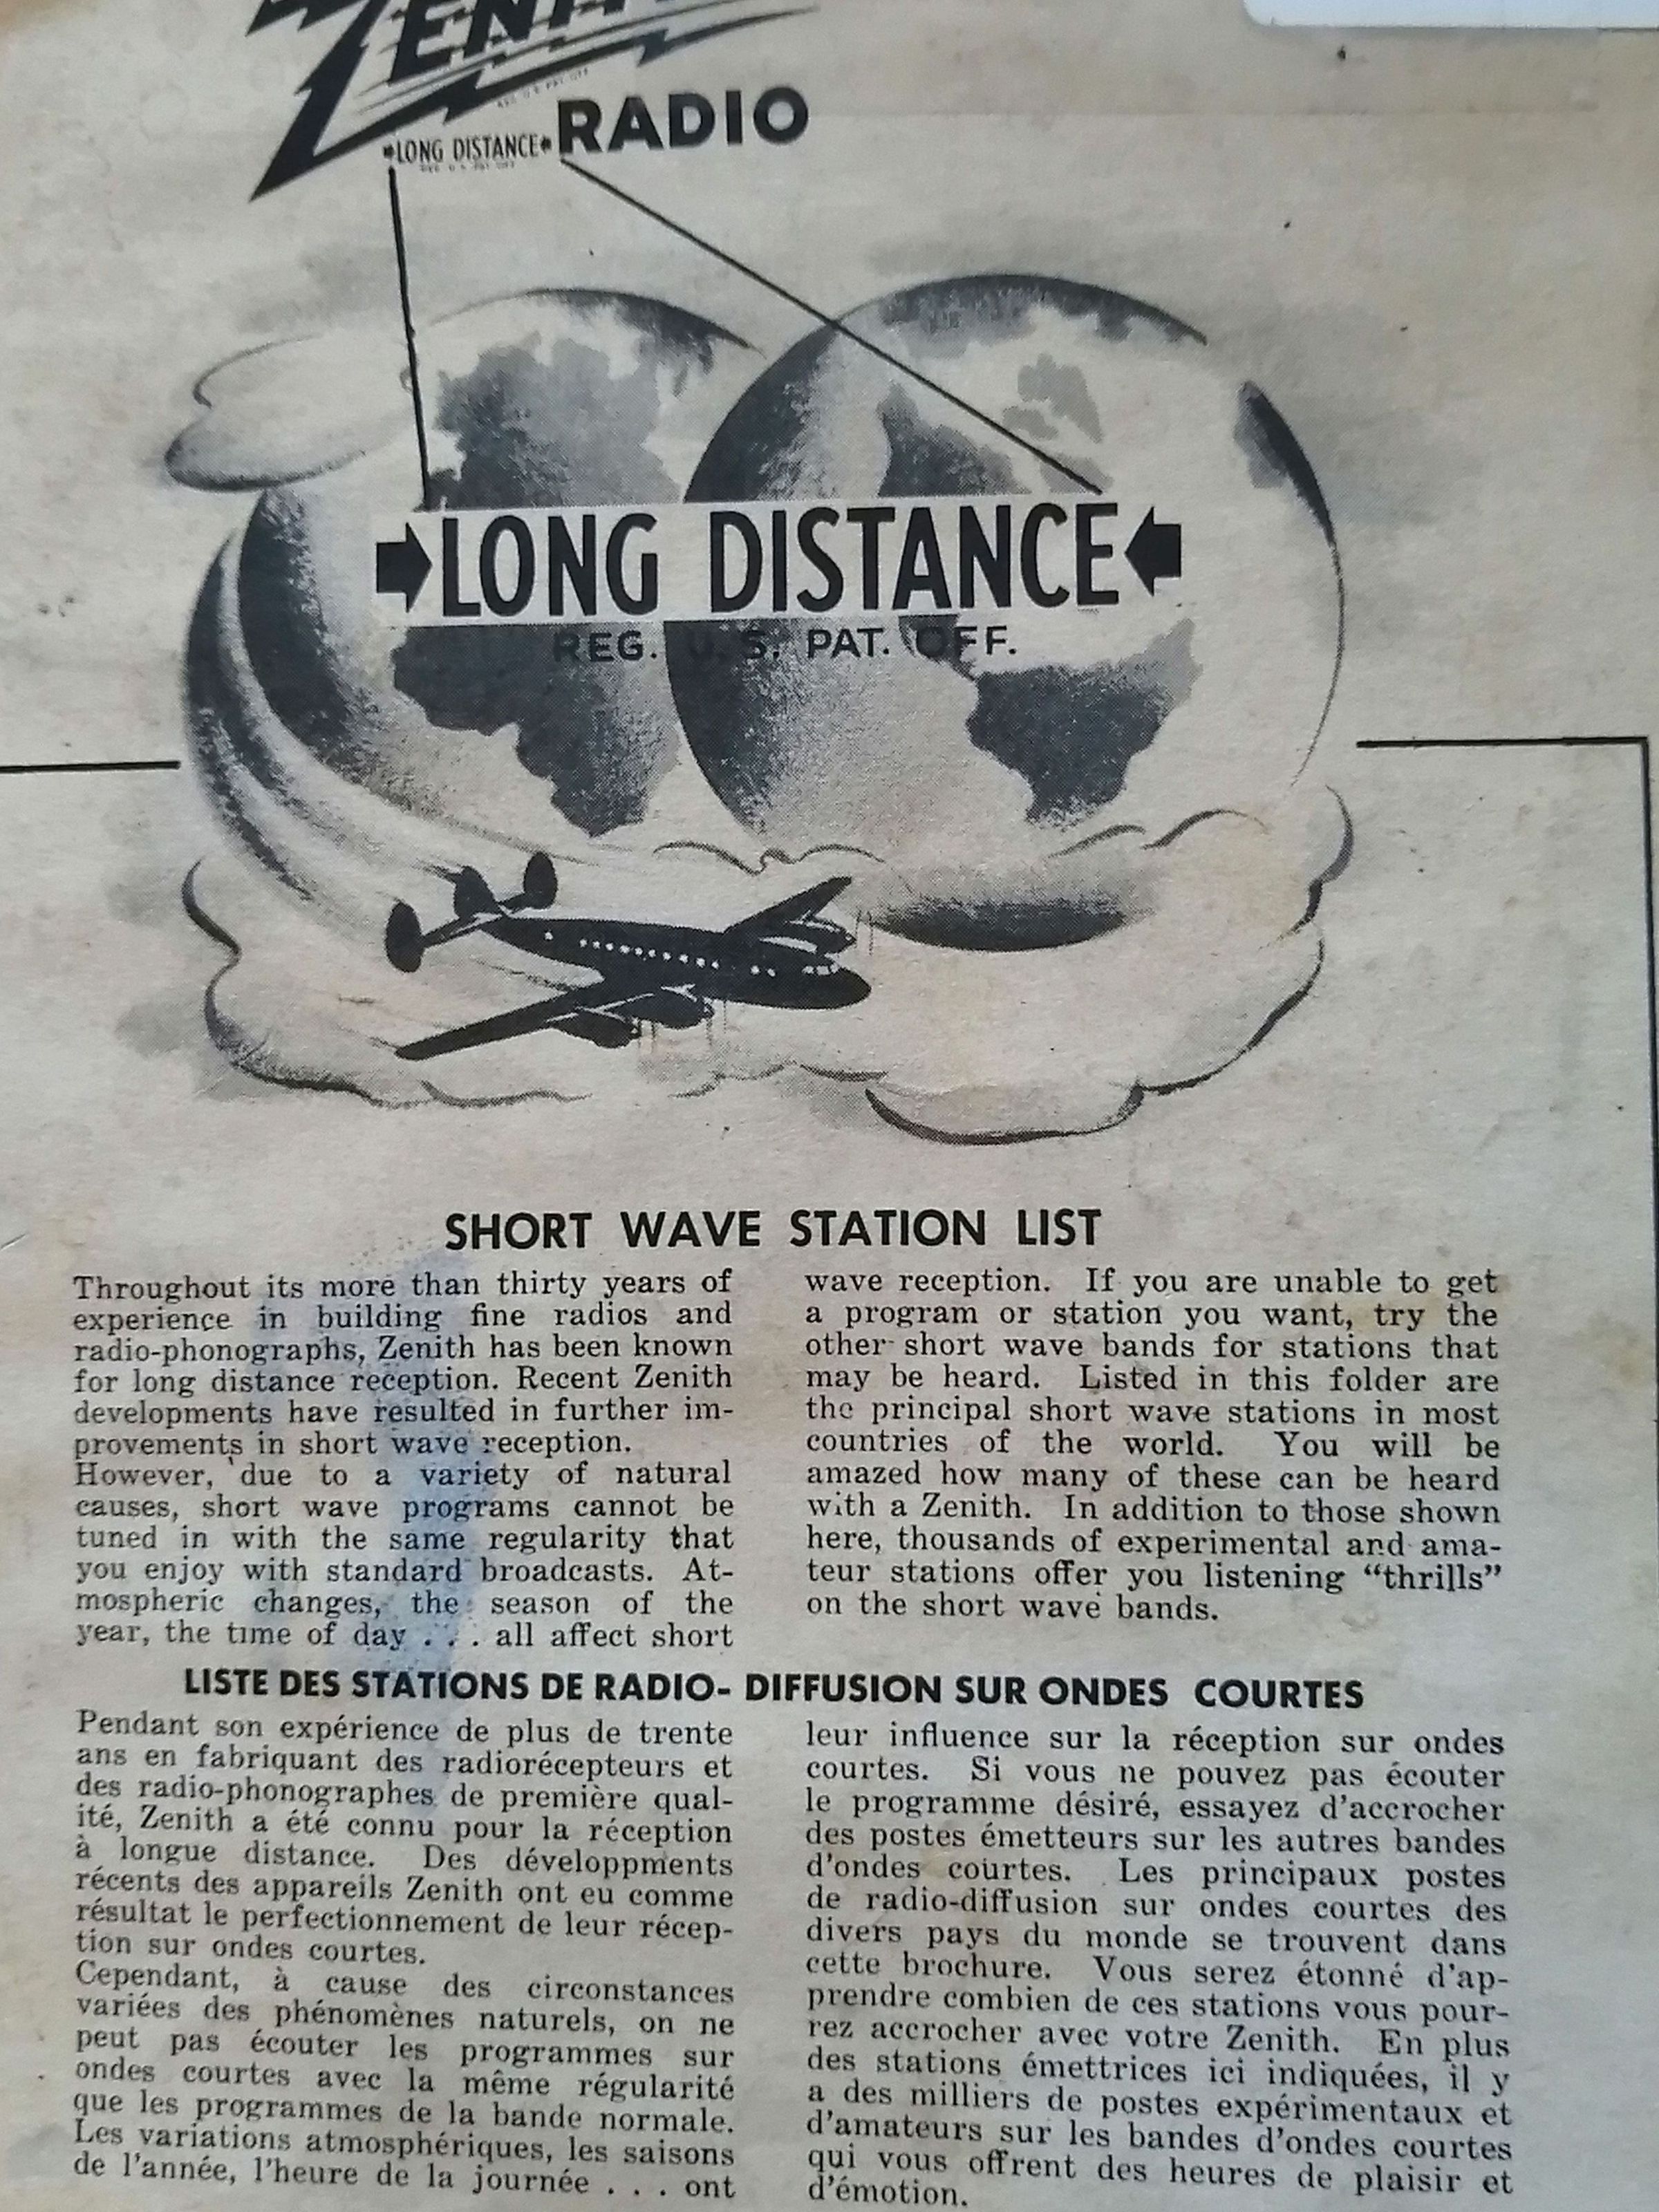 ZENITH
REG. U.S. PAT. OFF.
LONG DISTANCE RADIO
REG. U.S. PAT. OFF.
LONG DISTANCE
REG. U.S. PAT. OFF.
SHORT WAVE STATION LIST
Throughout its more than thirty years of
experience in building fine radios and
radio-phonographs, Zenith has been known
for long distance reception. Recent Zenith
developments have resulted in further im-
provements in short wave reception.
However, due to a variety of natural
causes, short wave programs cannot be
tuned in with the same regularity that
you enjoy with standard broadcasts. At-
mospheric changes, the season of the
year, the time of day . . . all affect short
wave reception. If you are unable to get
a program or station you want, try the
other short wave bands for stations that
may be heard. Listed in this folder are
the principal short wave stations in most
countries of the world. You will be
amazed how many of these can be heard
with a Zenith. In addition to those shown
here, thousands of experimental and ama-
teur stations offer you listening “thrills”
on the short wave bands.
LISTE DES STATIONS DE RADIO- DIFFUSION SUR ONDES COURTES
Pendant son expérience de plus de trente
ans en fabriquant des radiorécepteurs et
des radio-phonographes de première qual-
ité, Zenith a été connu pour la réception
à longue distance. Des développments
récents des appareils Zenith ont eu comme
résultat le perfectionnement de leur récep-
tion sur ondes courtes.
Cependant, à cause des circonstances
variées des phénomènes naturels, on ne
peut pas écouter les programmes sur
ondes courtes avec la même régularité
que les programmes de la bande normale.
Les variations atmosphériques, les saisons
de l'année, l'heure de la journée . . . ont
leur influence sur la réception sur ondes
courtes. Si vous ne pouvez pas écouter
le programme désiré, essayez d'accrocher
des postes émetteurs sur les autres bandes
d'ondes courtes. Les principaux postes
de radio-diffusion sur ondes courtes des
divers pays du monde se trouvent dans
cette brochure. Vous serez étonné d'ap-
prendre combien de ces stations vous pour-
rez accrocher avec votre Zenith. En plus
des stations émettrices ici indiquées, il y
a des milliers de postes expérimentaux et
d'amateurs sur les bandes d'ondes courtes
qui vous offrent des heures de plaisir et
d'émotion.